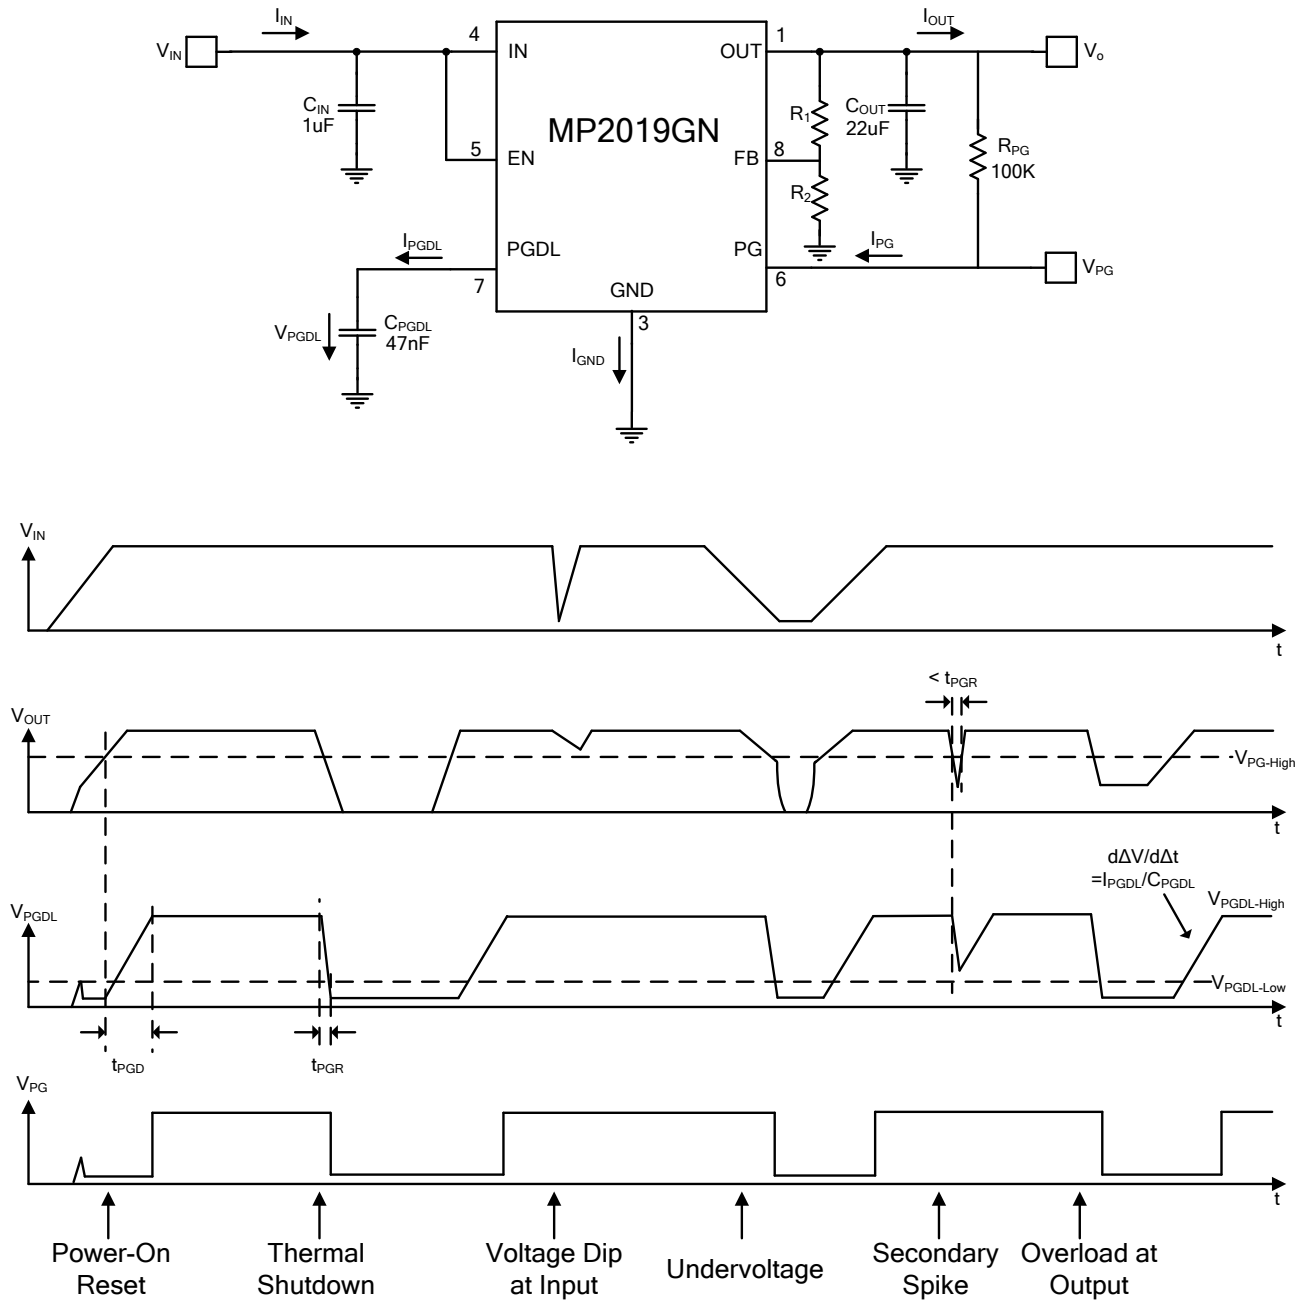 I_IN
I_OUT
V_IN
4
IN
OUT
1
V_o
C_IN
1uF
MP2019GN
R_1
C_OUT
22uF
5
EN
FB
8
R_PG
100K
R_2
PGDL
PG
I_PGDL
I_PG
7
6
V_PG
GND
3
V_PGDL
C_PGDL
47nF
I_GND
V_IN
t
< t_PGR
V_OUT
V_PG-High
t
dΔV/dΔt
=I_PGDL/C_PGDL
V_PGDL
V_PGDL-High
V_PGDL-Low
t
t_PGD
t_PGR
V_PG
t
Power-On
Reset
Thermal
Shutdown
Voltage Dip
at Input
Undervoltage
Secondary
Spike
Overload at
Output